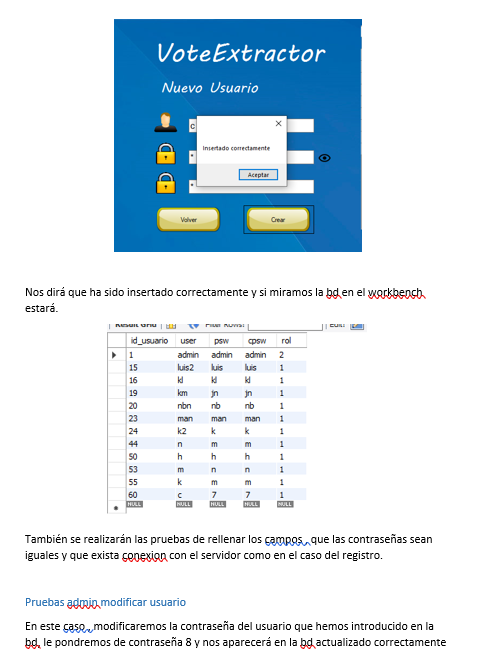 VoteExtractor
Nuevo Usuario
c
Insertado correctamente
Aceptar
*
*
Volver
Crear
Nos dirá que ha sido insertado correctamente y si miramos la bd en el workbench
estará.
Result Grid Filter Rows: Edit:
id_usuario user psw cpsw rol
1 admin admin admin 2
15 luis2 luis luis 1
16 kl kl kl 1
19 km jn jn 1
20 nbn nb nb 1
23 man man man 1
24 k2 k k 1
44 n m m 1
50 h h h 1
53 m n n 1
55 k m m 1
60 c 7 7 1
NULL NULL NULL NULL NULL
También se realizarán las pruebas de rellenar los campos , que las contraseñas sean
iguales y que exista conexion con el servidor como en el caso del registro.
Pruebas admin modificar usuario
En este caso , modificaremos la contraseña del usuario que hemos introducido en la
bd, le pondremos de contraseña 8 y nos aparecerá en la bd actualizado correctamente